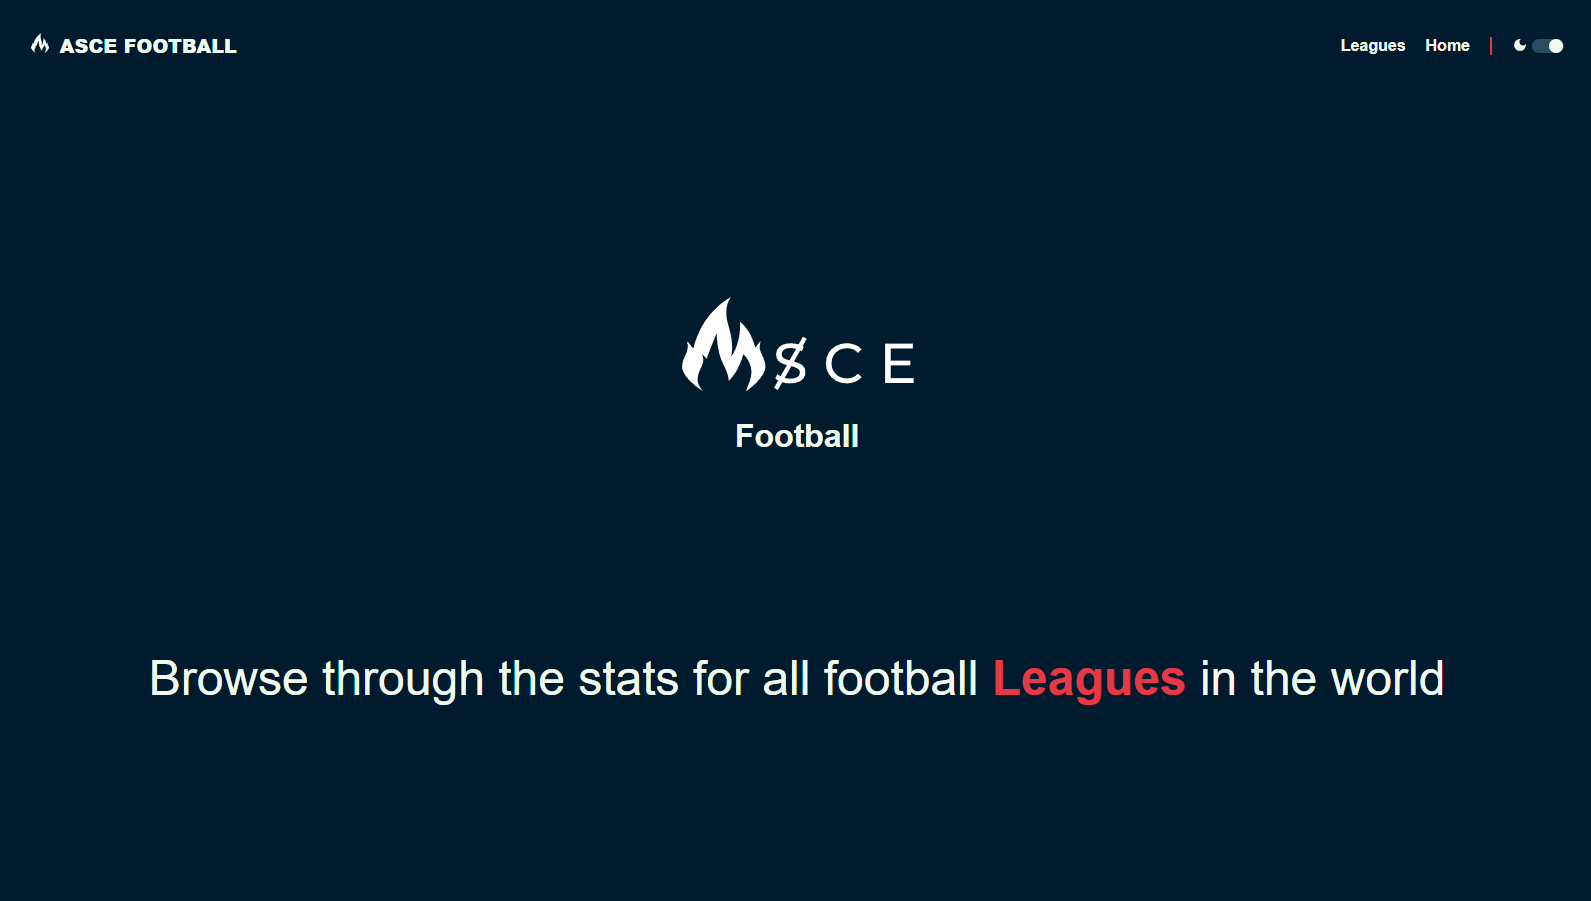 ASCE FOOTBALL
Leagues Home
SCE
Football
Browse through the stats for all football Leagues in the world